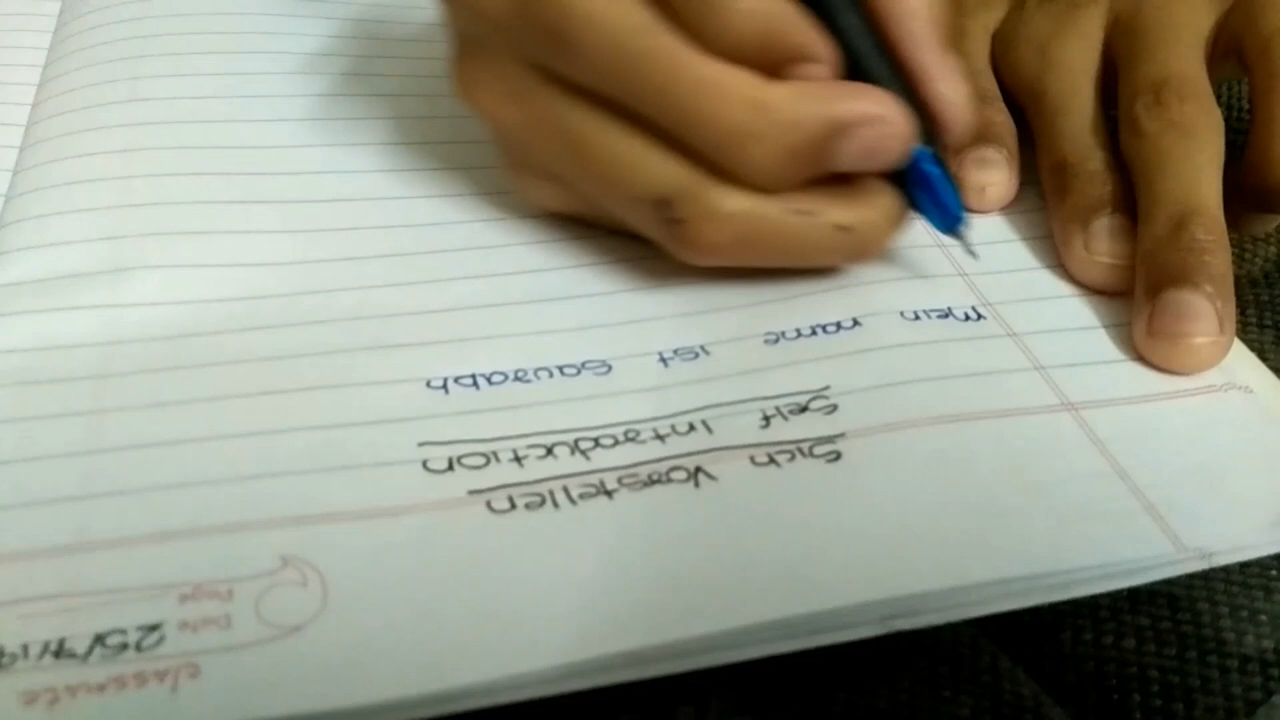 classmate
Date 25/7/19
Page
Sich Vorstellen
Self Introduction
Mein name ist Saurabh